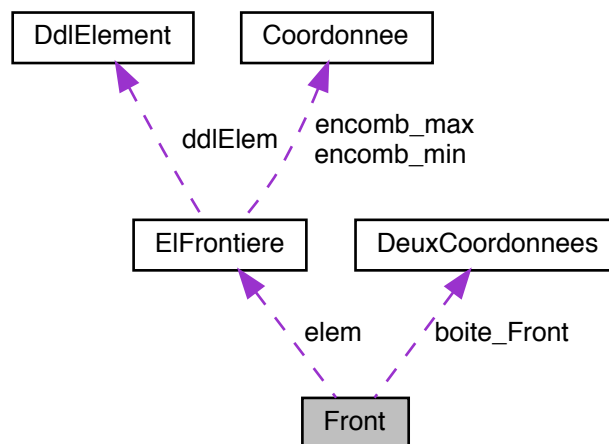 DdlElement
Coordonnee
ddlElem
encomb_max
encomb_min
ElFrontiere
DeuxCoordonnees
elem
boite_Front
Front